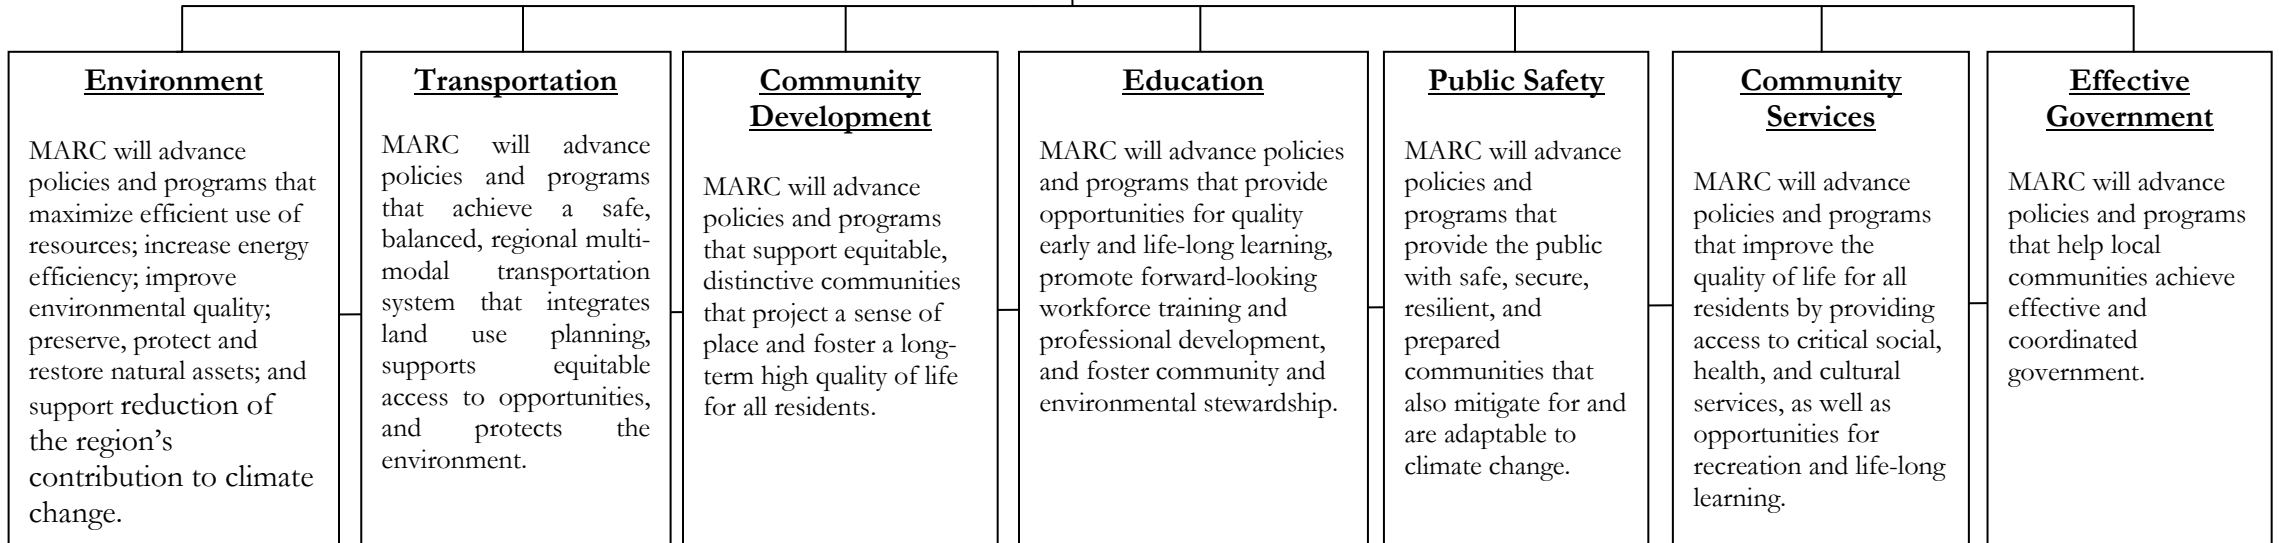 Environment
MARC will advance
policies and programs that
maximize efficient use of
resources; increase energy
efficiency; improve
environmental quality;
preserve, protect and
restore natural assets; and
support reduction of
the region’s
contribution to climate
change.
Transportation
MARC will advance
policies and programs
that achieve a safe,
balanced, regional multi-
modal transportation
system that integrates
land use planning,
supports equitable
access to opportunities,
and protects the
environment.
Community
Development
MARC will advance
policies and programs
that support equitable,
distinctive communities
that project a sense of
place and foster a long-
term high quality of life
for all residents.
Education
MARC will advance policies
and programs that provide
opportunities for quality
early and life-long learning,
promote forward-looking
workforce training and
professional development,
and foster community and
environmental stewardship.
Public Safety
MARC will advance
policies and
programs that
provide the public
with safe, secure,
resilient, and
prepared
communities that
also mitigate for and
are adaptable to
climate change.
Community
Services
MARC will advance
policies and programs
that improve the
quality of life for all
residents by providing
access to critical social,
health, and cultural
services, as well as
opportunities for
recreation and life-long
learning.
Effective
Government
MARC will advance
policies and programs
that help local
communities achieve
effective and
coordinated
government.